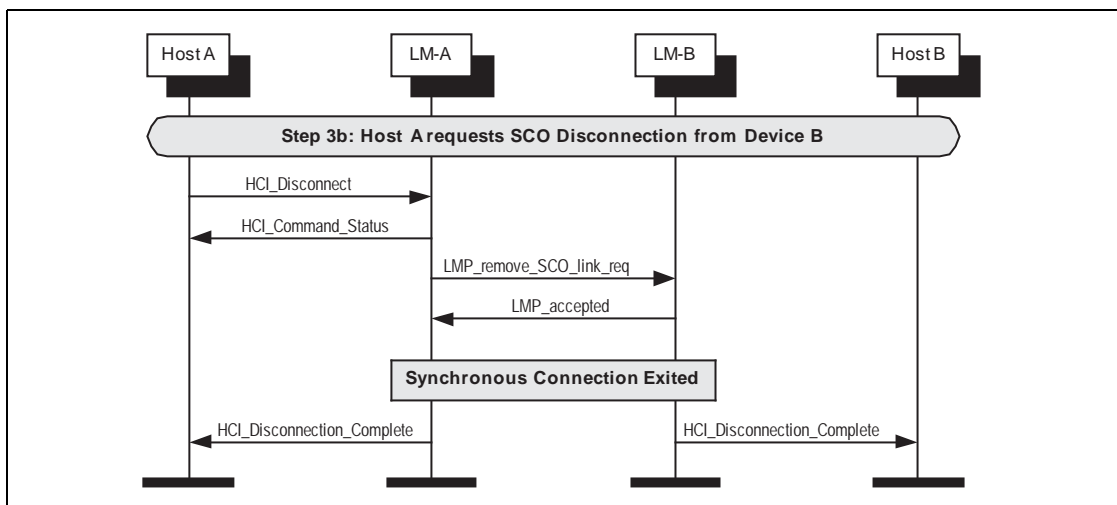 Host A
LM-A
LM-B
Host B
Step 3b: Host A requests SCO Disconnection from Device B
HCI_Disconnect
HCI_Command_Status
LMP_remove_SCO_link_req
LMP_accepted
Synchronous Connection Exited
HCI_Disconnection_Complete
HCI_Disconnection_Complete